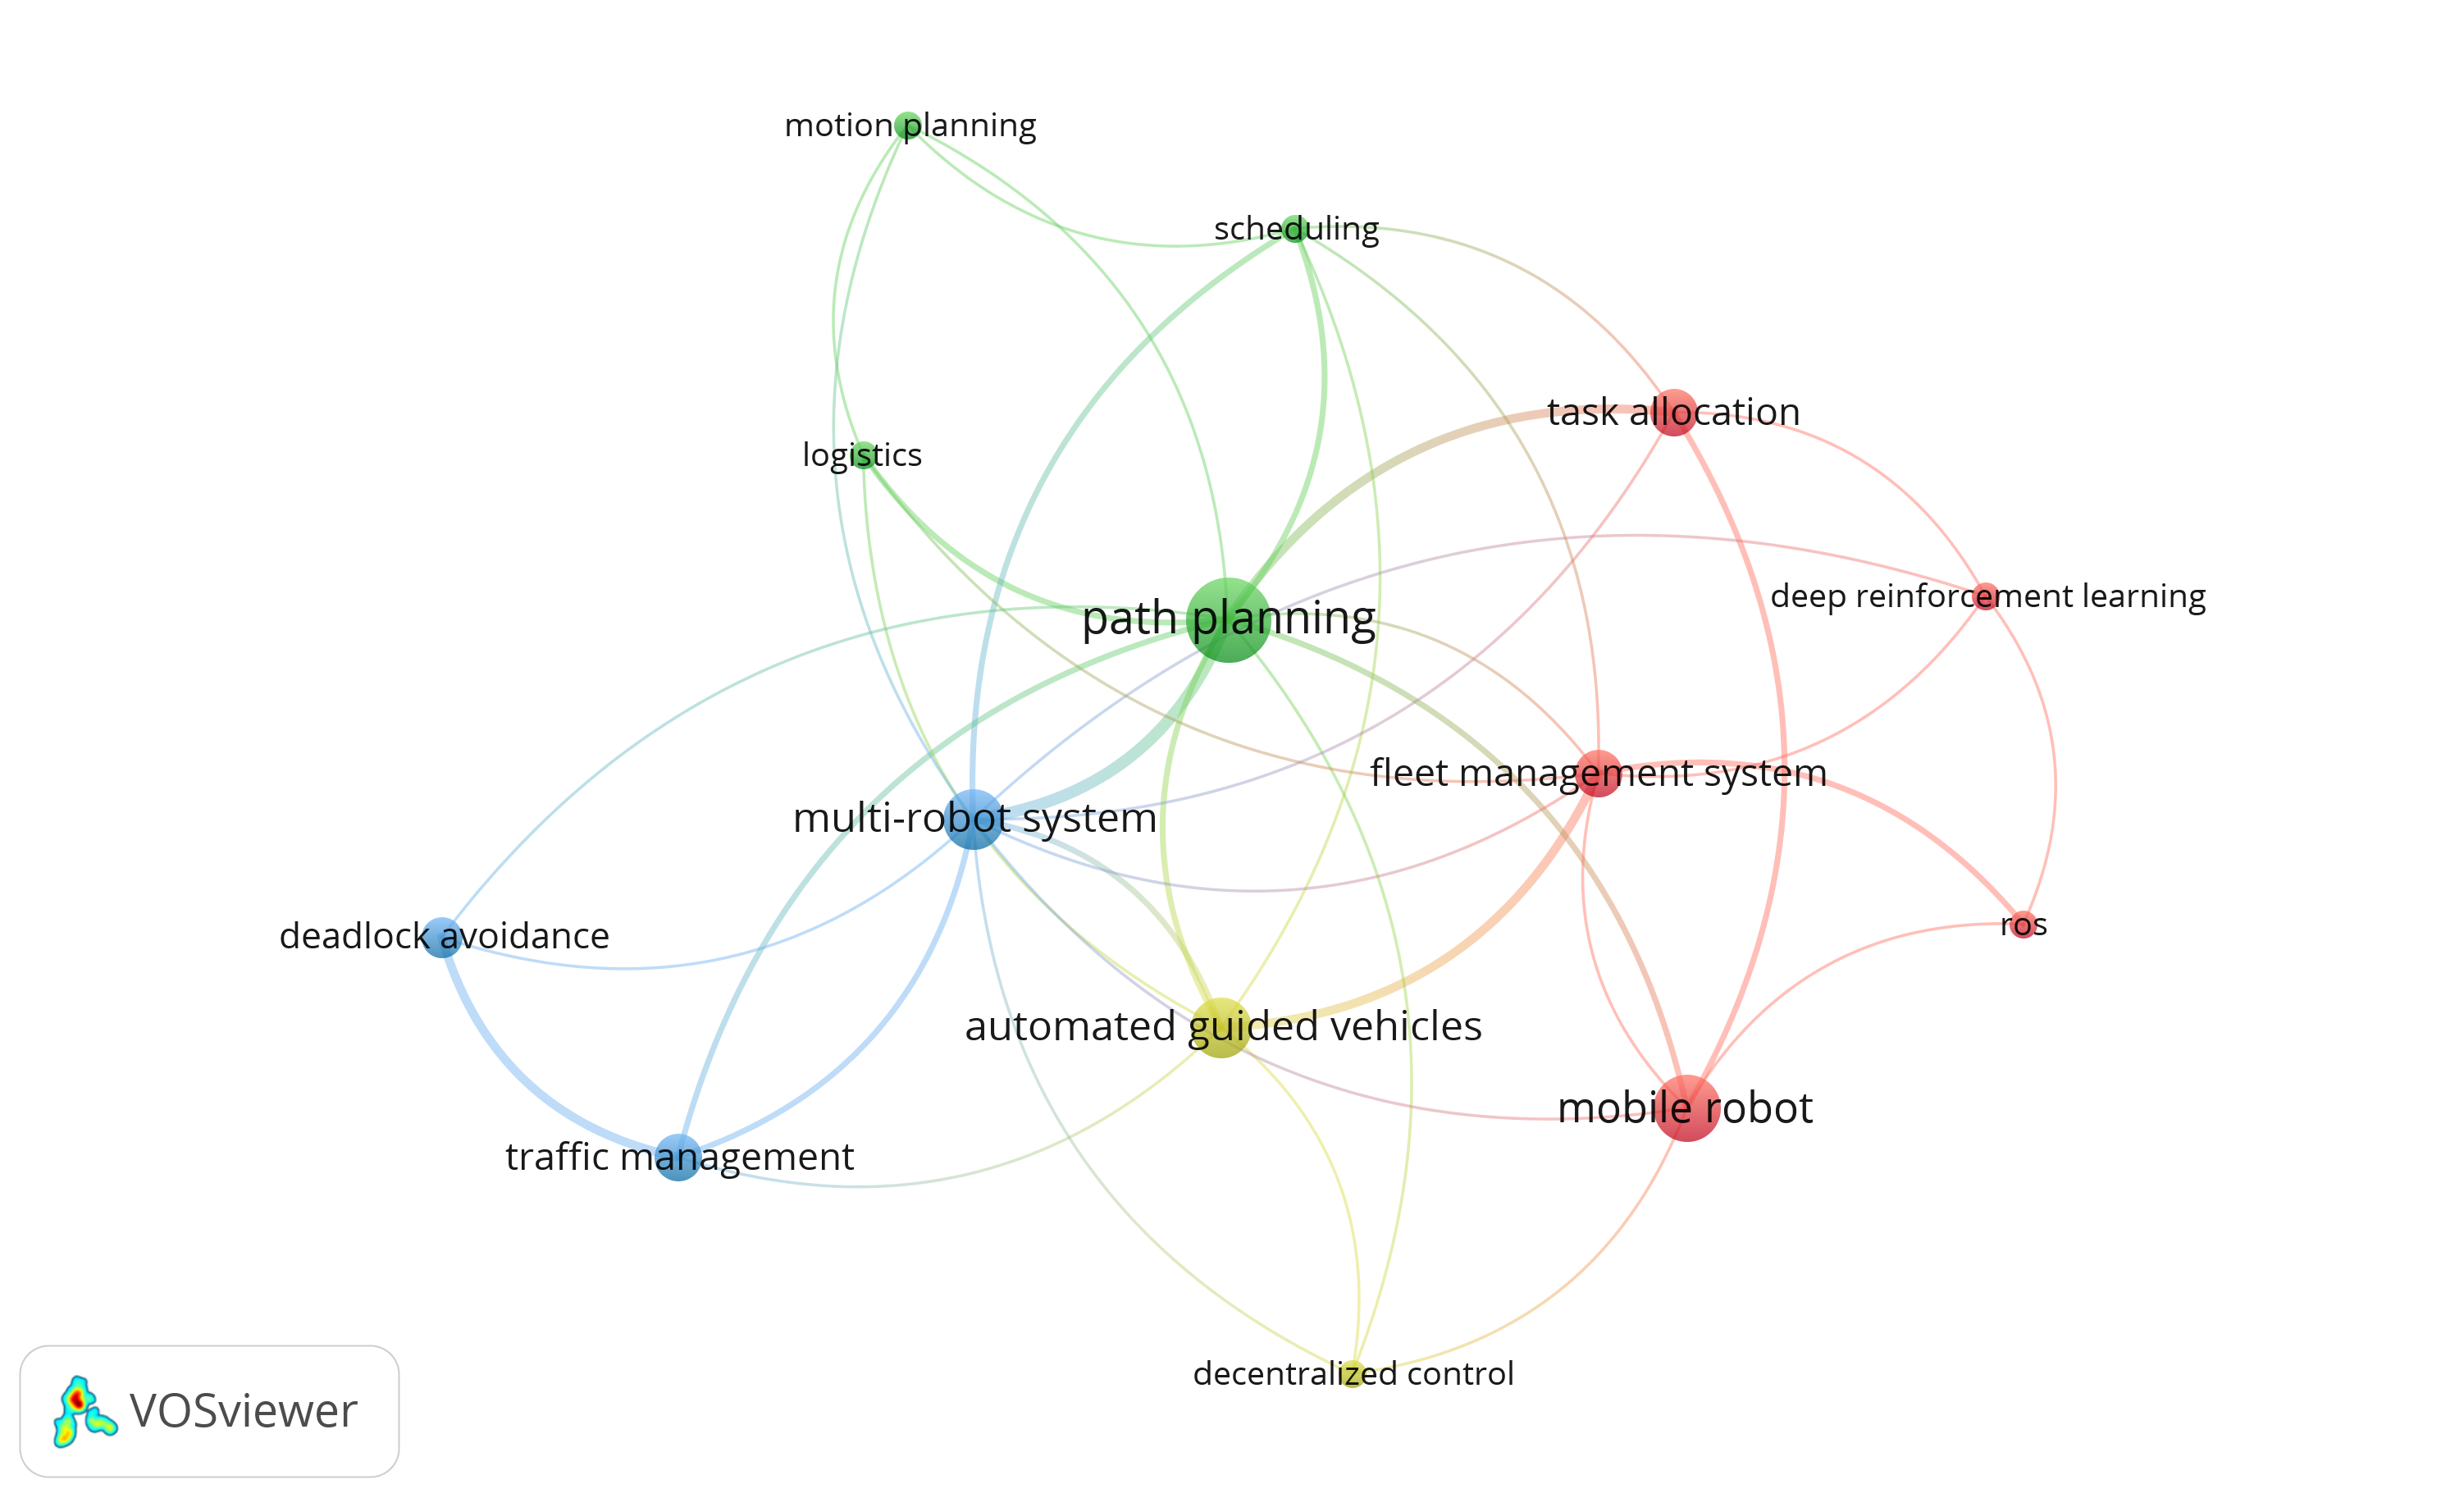 motion planning
scheduling
task allocation
logistics
deep reinforcement learning
path planning
fleet management system
multi-robot system
ros
deadlock avoidance
automated guided vehicles
mobile robot
traffic management
decentralized control
VOSviewer